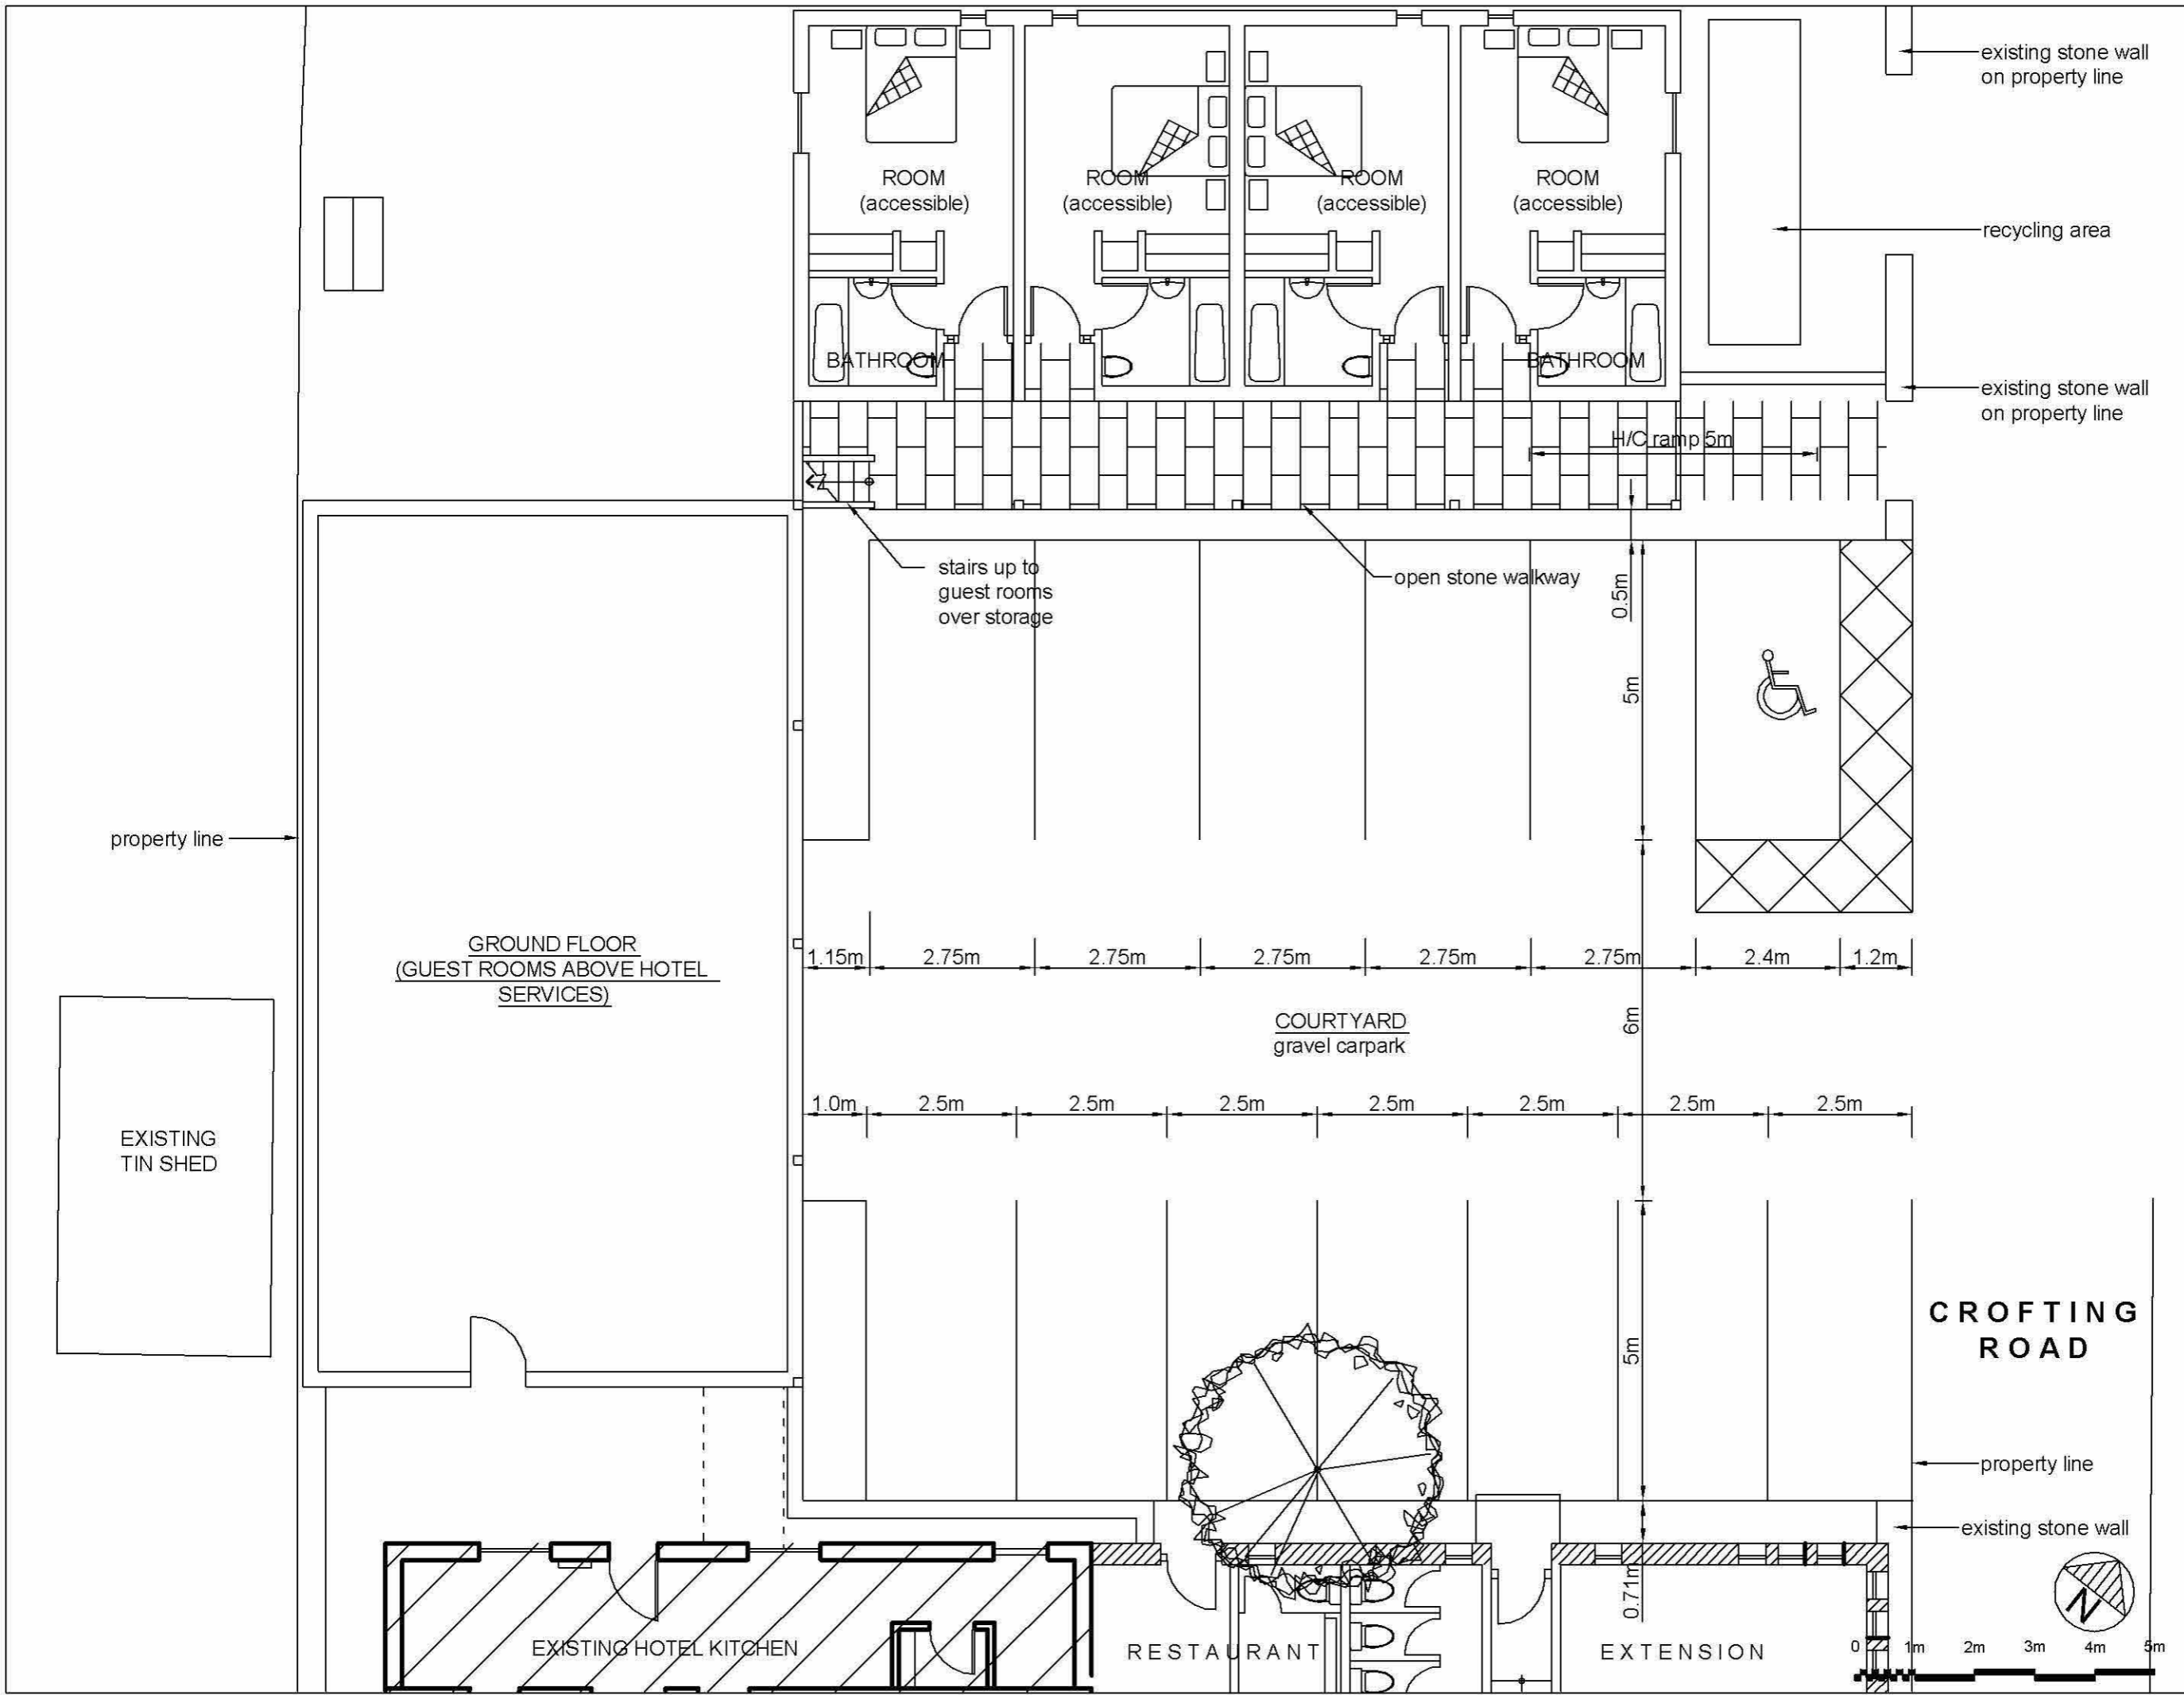 existing stone wall
on property line
ROOM
(accessible)
ROOM
(accessible)
ROOM
(accessible)
ROOM
(accessible)
recycling area
BATHROOM
BATHROOM
existing stone wall
on property line
H/C ramp 5m
stairs up to
guest rooms
over storage
open stone walkway
0.5m
5m
property line
GROUND FLOOR
(GUEST ROOMS ABOVE HOTEL
SERVICES)
1.15m 2.75m 2.75m 2.75m 2.75m 2.75m 2.4m 1.2m
6m
COURTYARD
gravel carpark
1.0m 2.5m 2.5m 2.5m 2.5m 2.5m 2.5m 2.5m
EXISTING
TIN SHED
CROFTING
ROAD
5m
property line
existing stone wall
0.71m
N
EXISTING HOTEL KITCHEN
RESTAURANT
EXTENSION
0 1m 2m 3m 4m 5m